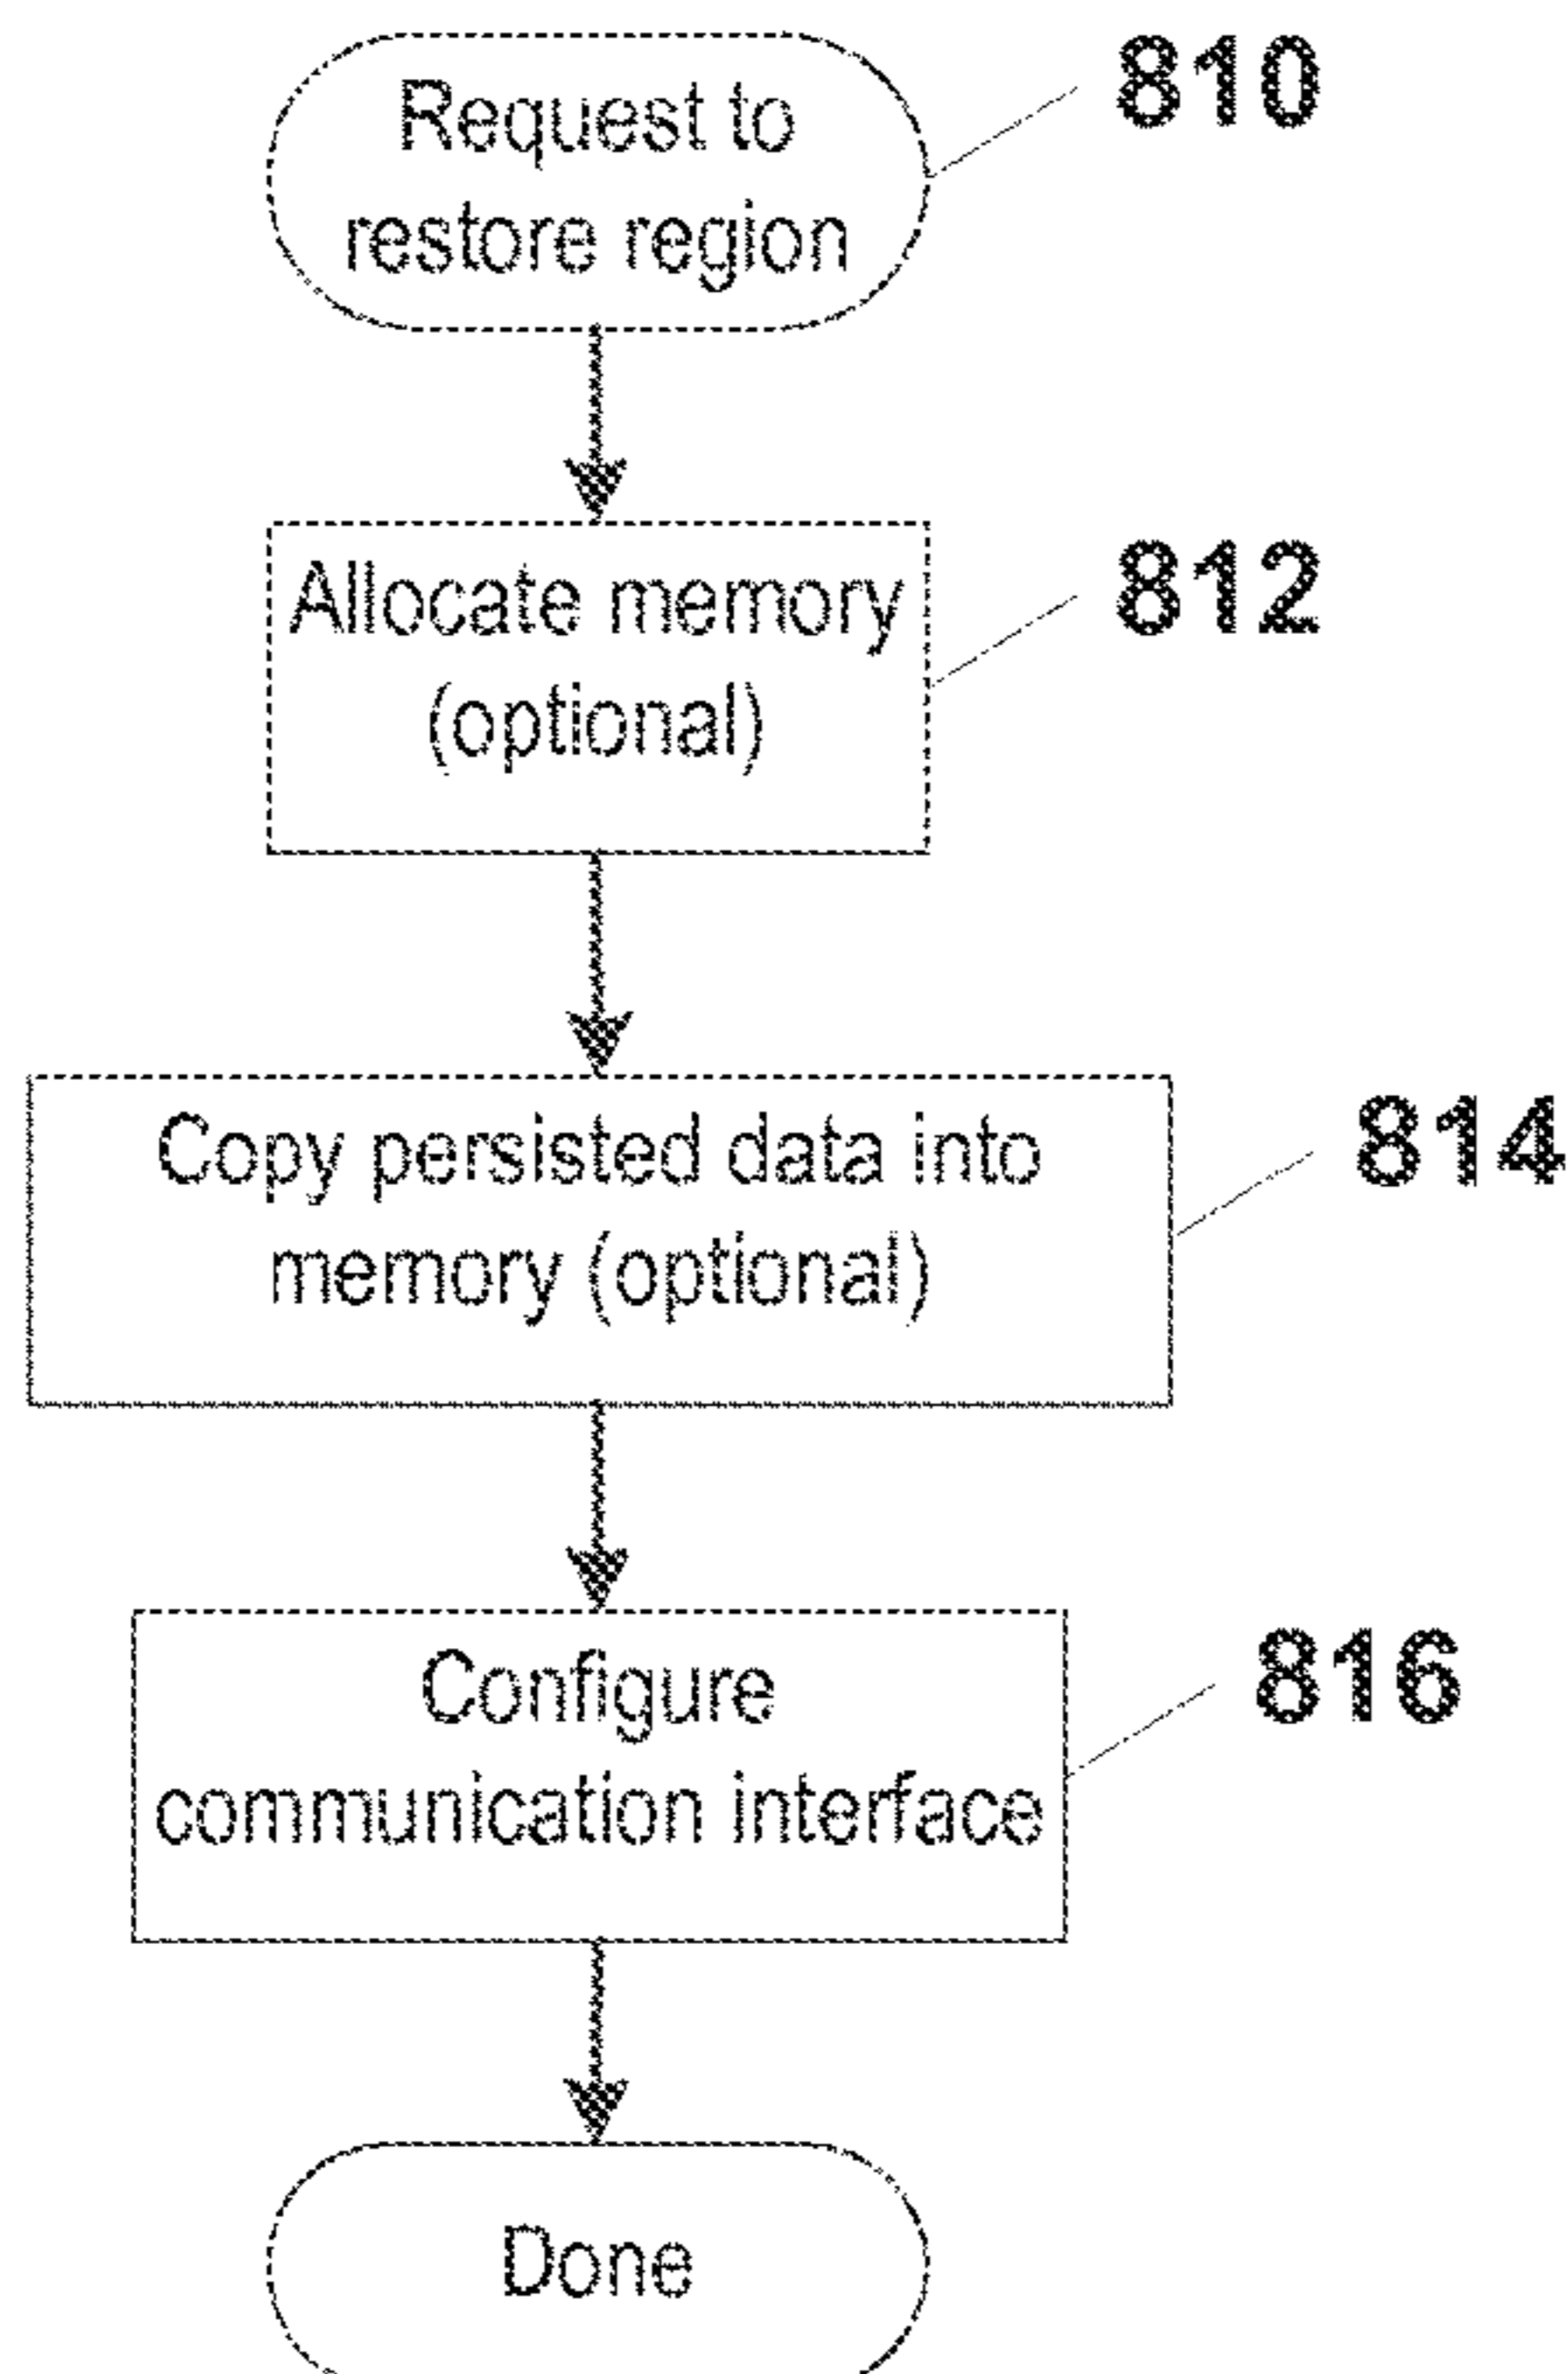 Request to
restore region
810
Allocate memory
(optional)
812
Copy persisted data into
memory (optional)
814
Configure
communication interface
816
Done